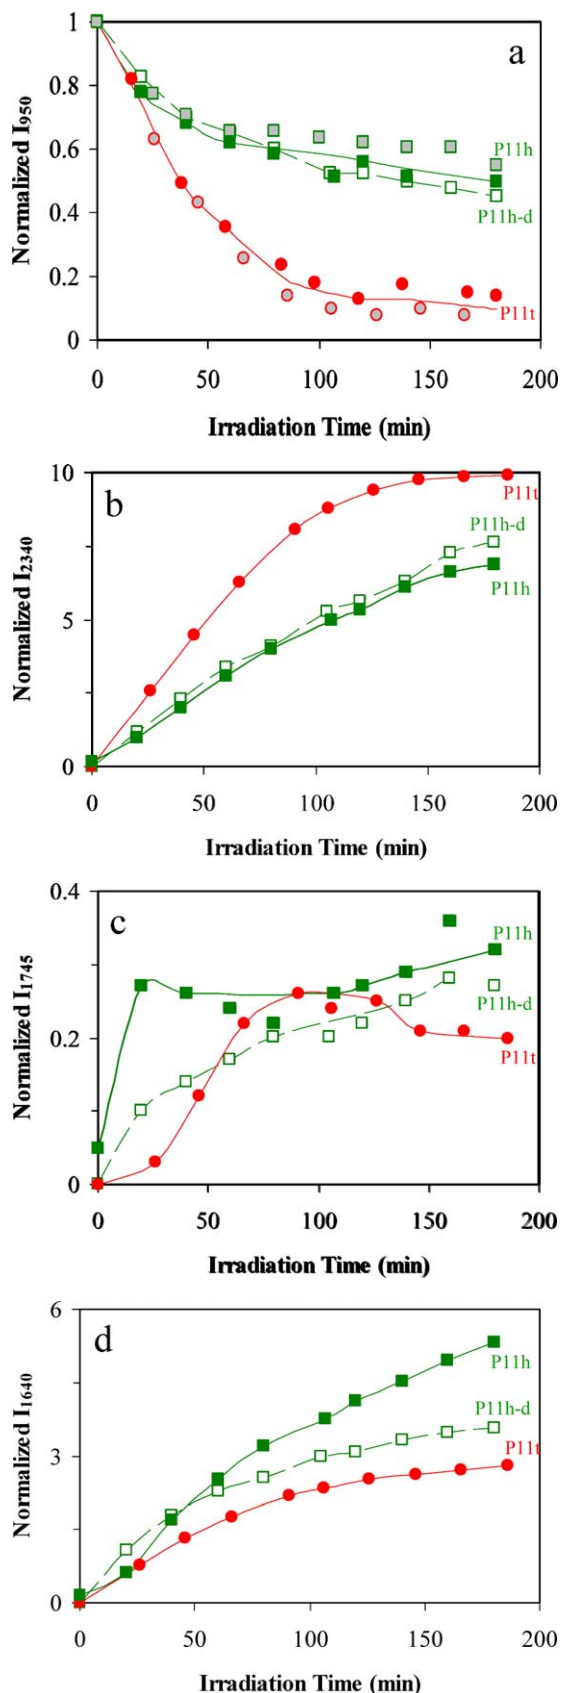 a
Normalized I950
1
0.8
0.6
0.4
0.2
0
P11h
P11h-d
P11t
0 50 100 150 200
Irradiation Time (min)
b
Normalized I2340
10
5
0
P11t
P11h-d
P11h
0 50 100 150 200
Irradiation Time (min)
c
Normalized I1745
0.4
0.2
0
P11h
P11h-d
P11t
0 50 100 150 200
Irradiation Time (min)
d
Normalized I1640
6
3
0
P11h
P11h-d
P11t
0 50 100 150 200
Irradiation Time (min)